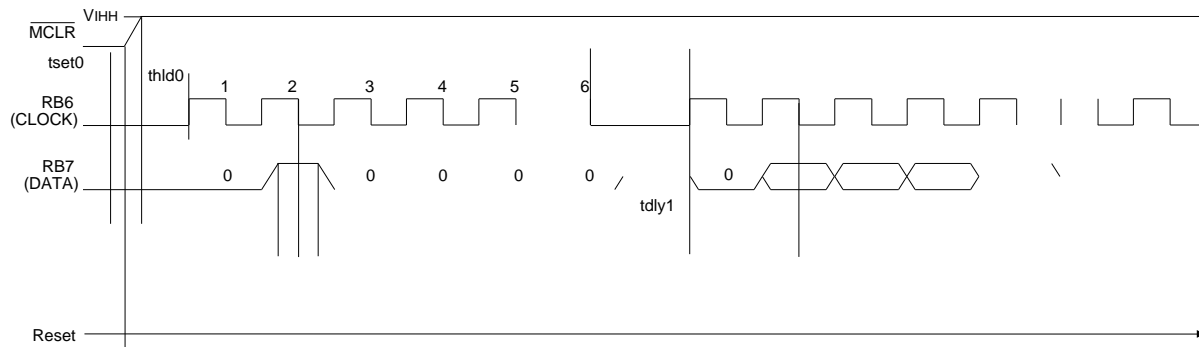 VIHH
MCLR
tset0
thld0
1 2 3 4 5 6
RB6
(CLOCK)
RB7
(DATA)
0 0 0 0 0 0
tdly1
Reset